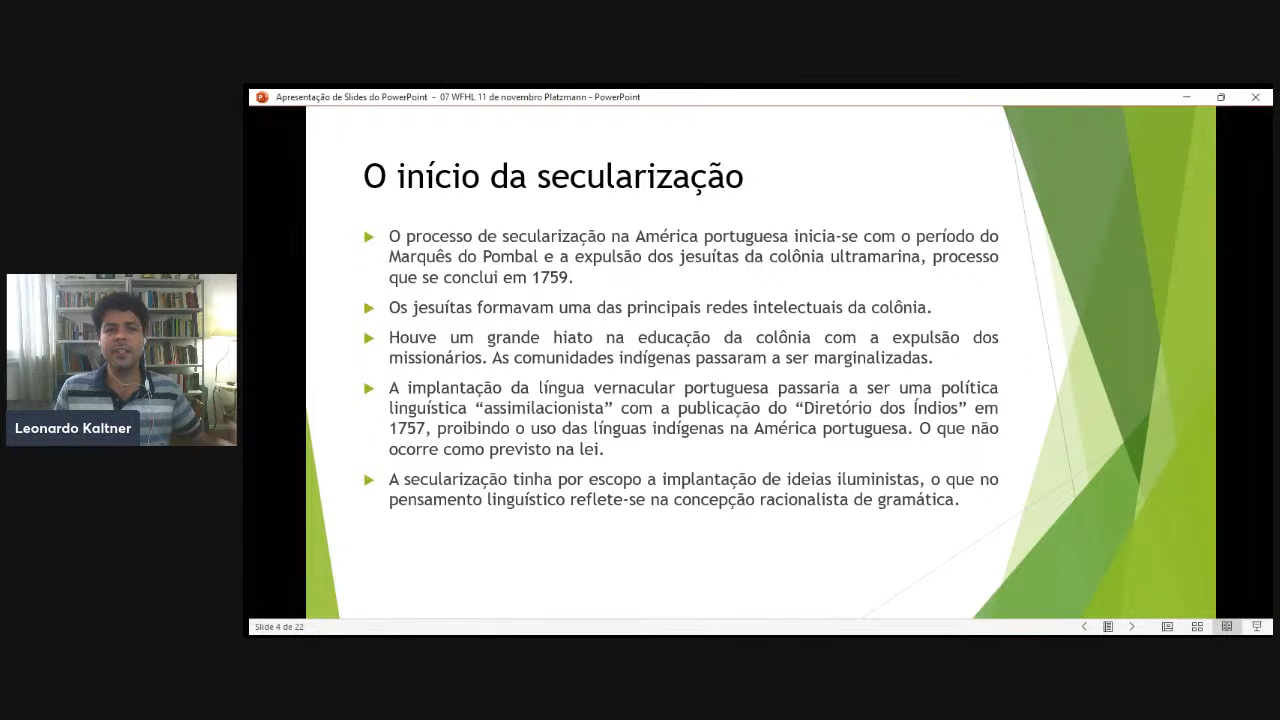 Apresentação de Slides do PowerPoint - 07 WFHL 11 de novembro Platzmann - PowerPoint
O início da secularização
O processo de secularização na América portuguesa inicia-se com o período do
Marquês do Pombal e a expulsão dos jesuítas da colônia ultramarina, processo
que se conclui em 1759.
Os jesuítas formavam uma das principais redes intelectuais da colônia.
Houve um grande hiato na educação da colônia com a expulsão dos
missionários. As comunidades indígenas passaram a ser marginalizadas.
A implantação da língua vernacular portuguesa passaria a ser uma política
linguística “assimilacionista” com a publicação do “Diretório dos Índios” em
1757, proibindo o uso das línguas indígenas na América portuguesa. O que não
ocorre como previsto na lei.
A secularização tinha por escopo a implantação de ideias iluministas, o que no
pensamento linguístico reflete-se na concepção racionalista de gramática.
Leonardo Kaltner
Slide 4 de 22